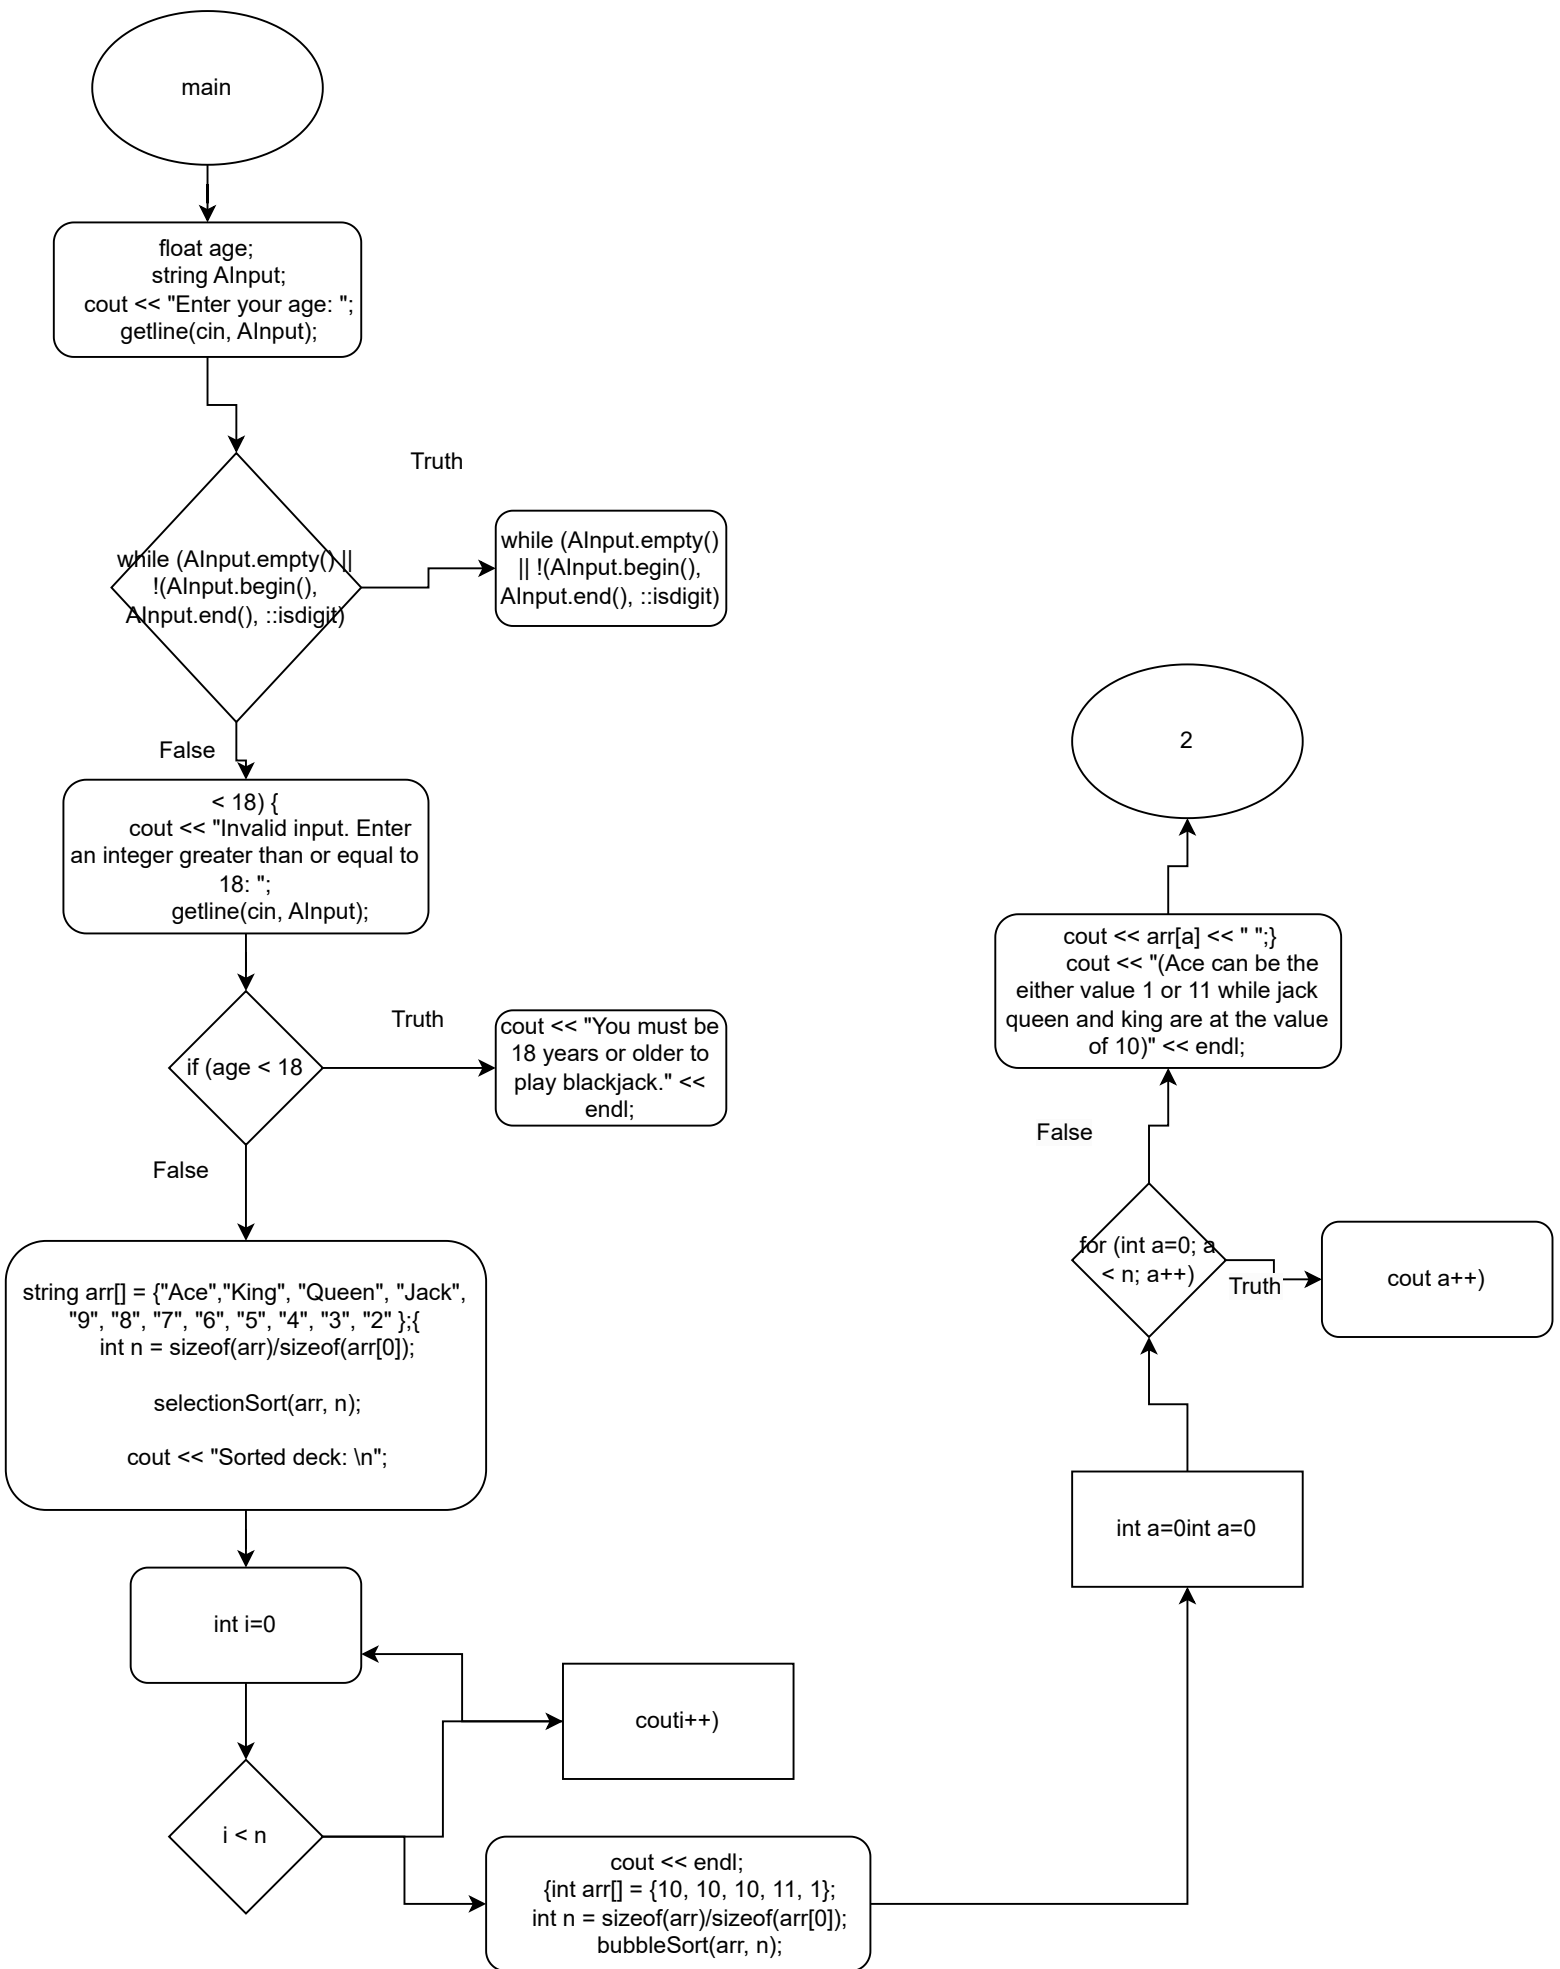 main
float age;
string AInput;
cout << "Enter your age: ";
getline(cin, AInput);
Truth
while (AInput.empty() ||
!(AInput.begin(),
AInput.end(), ::isdigit)
while (AInput.empty()
|| !(AInput.begin(),
AInput.end(), ::isdigit)
False
< 18) {
cout << "Invalid input. Enter
an integer greater than or equal to
18: ";
getline(cin, AInput);
if (age < 18
Truth
cout << "You must be
18 years or older to
play blackjack." <<
endl;
False
string arr[] = {"Ace","King", "Queen", "Jack",
"9", "8", "7", "6", "5", "4", "3", "2" };{
int n = sizeof(arr)/sizeof(arr[0]);
selectionSort(arr, n);
cout << "Sorted deck: \n";
int i=0
couti++)
i < n
cout << endl;
{int arr[] = {10, 10, 10, 11, 1};
int n = sizeof(arr)/sizeof(arr[0]);
bubbleSort(arr, n);
int a=0int a=0
for (int a=0; a
< n; a++)
Truth
cout a++)
False
cout << arr[a] << " ";}
cout << "(Ace can be the
either value 1 or 11 while jack
queen and king are at the value
of 10)" << endl;
2